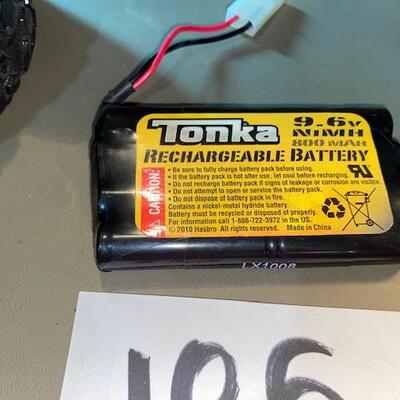 Tonka
9.6v
NiMH
800 MAH
RECHARGEABLE BATTERY
CAUTION:
• Be sure to fully charge battery pack before using.
• If the battery pack is hot after use, let cool before recharging.
• Do not recharge battery pack if signs of leakage or corrosion are visible.
• Do not attempt to open or service the battery pack.
• Do not dispose of battery pack in fire.
Contains a nickel-metal hydride battery.
Battery must be recycled or disposed of properly.
For information call 1-888-722-3972 in the US.
© 2010 Hasbro. All Rights Reserved. Made in China
LX1008